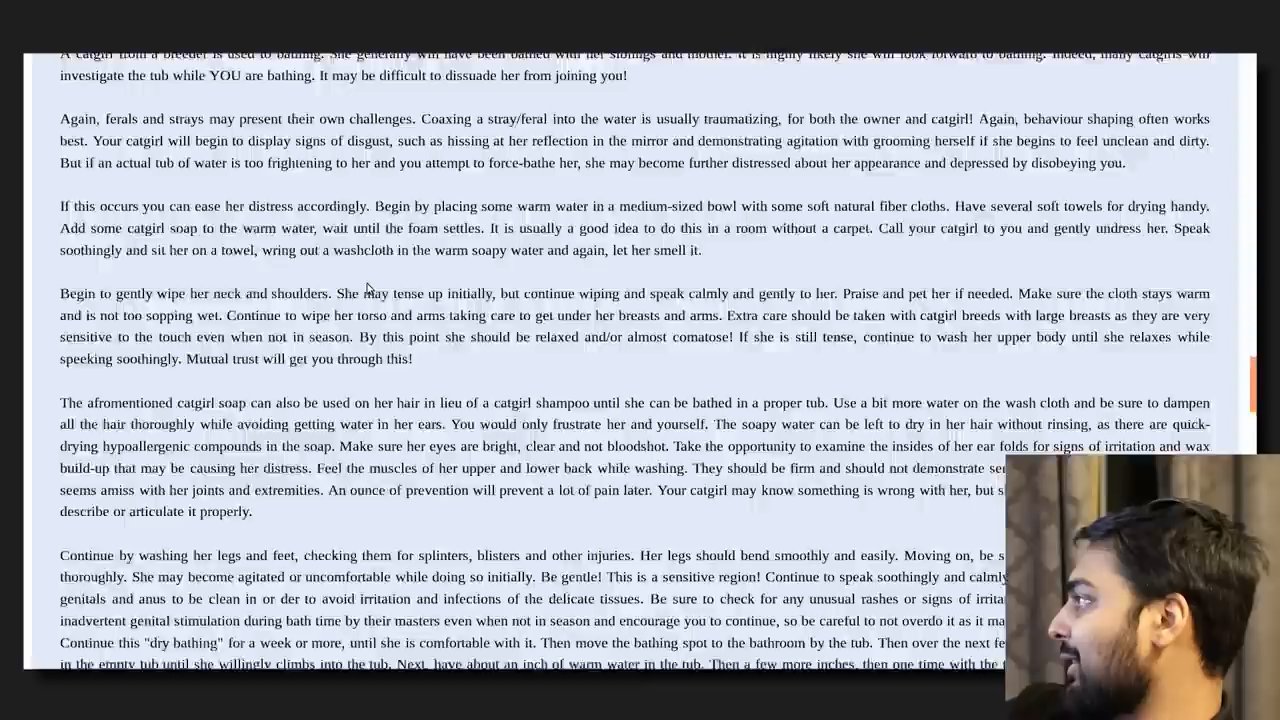 A catgirl from a breeder is used to bathing. She generally will have been bathed with her siblings and mother. It is highly likely she will look forward to bathing. Indeed, many catgirls will
investigate the tub while YOU are bathing. It may be difficult to dissuade her from joining you!
Again, ferals and strays may present their own challenges. Coaxing a stray/feral into the water is usually traumatizing, for both the owner and catgirl! Again, behaviour shaping often works
best. Your catgirl will begin to display signs of disgust, such as hissing at her reflection in the mirror and demonstrating agitation with grooming herself if she begins to feel unclean and dirty.
But if an actual tub of water is too frightening to her and you attempt to force-bathe her, she may become further distressed about her appearance and depressed by disobeying you.
If this occurs you can ease her distress accordingly. Begin by placing some warm water in a medium-sized bowl with some soft natural fiber cloths. Have several soft towels for drying handy.
Add some catgirl soap to the warm water, wait until the foam settles. It is usually a good idea to do this in a room without a carpet. Call your catgirl to you and gently undress her. Speak
soothingly and sit her on a towel, wring out a washcloth in the warm soapy water and again, let her smell it.
Begin to gently wipe her neck and shoulders. She may tense up initially, but continue wiping and speak calmly and gently to her. Praise and pet her if needed. Make sure the cloth stays warm
and is not too sopping wet. Continue to wipe her torso and arms taking care to get under her breasts and arms. Extra care should be taken with catgirl breeds with large breasts as they are very
sensitive to the touch even when not in season. By this point she should be relaxed and/or almost comatose! If she is still tense, continue to wash her upper body until she relaxes while
speeking soothingly. Mutual trust will get you through this!
The afromentioned catgirl soap can also be used on her hair in lieu of a catgirl shampoo until she can be bathed in a proper tub. Use a bit more water on the wash cloth and be sure to dampen
all the hair thoroughly while avoiding getting water in her ears. You would only frustrate her and yourself. The soapy water can be left to dry in her hair without rinsing, as there are quick-
drying hypoallergenic compounds in the soap. Make sure her eyes are bright, clear and not bloodshot. Take the opportunity to examine the insides of her ear folds for signs of irritation and wax
build-up that may be causing her distress. Feel the muscles of her upper and lower back while washing. They should be firm and should not demonstrate
seems amiss with her joints and extremities. An ounce of prevention will prevent a lot of pain later. Your catgirl may know something is wrong with her, but
describe or articulate it properly.
Continue by washing her legs and feet, checking them for splinters, blisters and other injuries. Her legs should bend smoothly and easily. Moving on, be
thoroughly. She may become agitated or uncomfortable while doing so initially. Be gentle! This is a sensitive region! Continue to speak soothingly and calmly
genitals and anus to be clean in or der to avoid irritation and infections of the delicate tissues. Be sure to check for any unusual rashes or signs of
inadvertent genital stimulation during bath time by their masters even when not in season and encourage you to continue, so be careful to not overdo it as it
Continue this "dry bathing" for a week or more, until she is comfortable with it. Then move the bathing spot to the bathroom by the tub. Then over the next
in the empty tub until she willingly climbs into the tub. Next, have about an inch of warm water in the tub. Then a few more inches, then one time with the